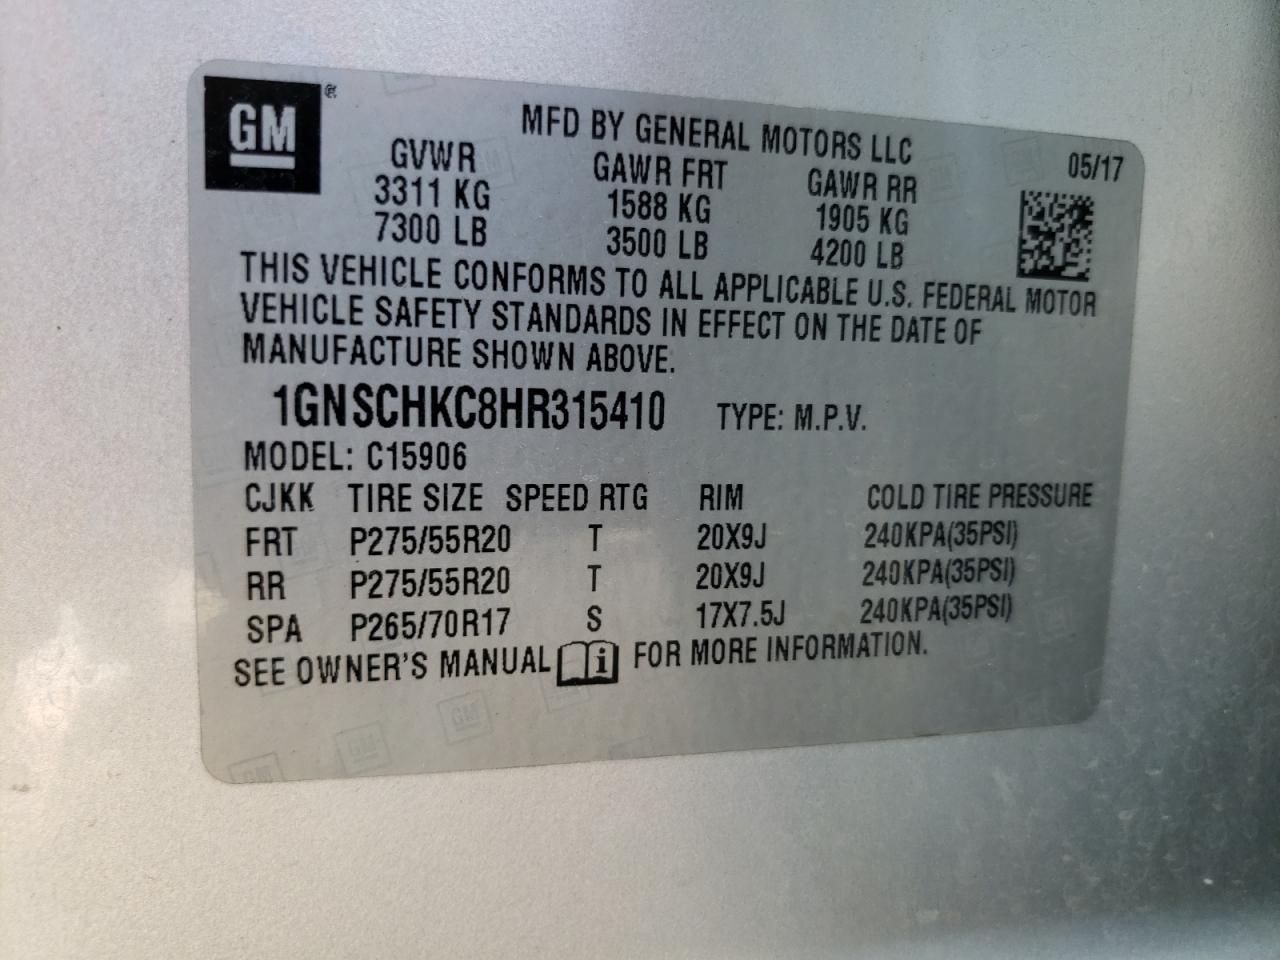 GM®
MFD BY GENERAL MOTORS LLC
GVWR GAWR FRT GAWR RR 05/17
3311 KG 1588 KG 1905 KG
7300 LB 3500 LB 4200 LB
THIS VEHICLE CONFORMS TO ALL APPLICABLE U.S. FEDERAL MOTOR
VEHICLE SAFETY STANDARDS IN EFFECT ON THE DATE OF
MANUFACTURE SHOWN ABOVE.
1GNSCHKC8HR315410 TYPE: M.P.V.
MODEL: C15906
CJKK TIRE SIZE SPEED RTG RIM COLD TIRE PRESSURE
FRT P275/55R20 T 20X9J 240KPA(35PSI)
RR P275/55R20 T 20X9J 240KPA(35PSI)
SPA P265/70R17 S 17X7.5J 240KPA(35PSI)
SEE OWNER'S MANUAL i FOR MORE INFORMATION.
GM
GM
GM